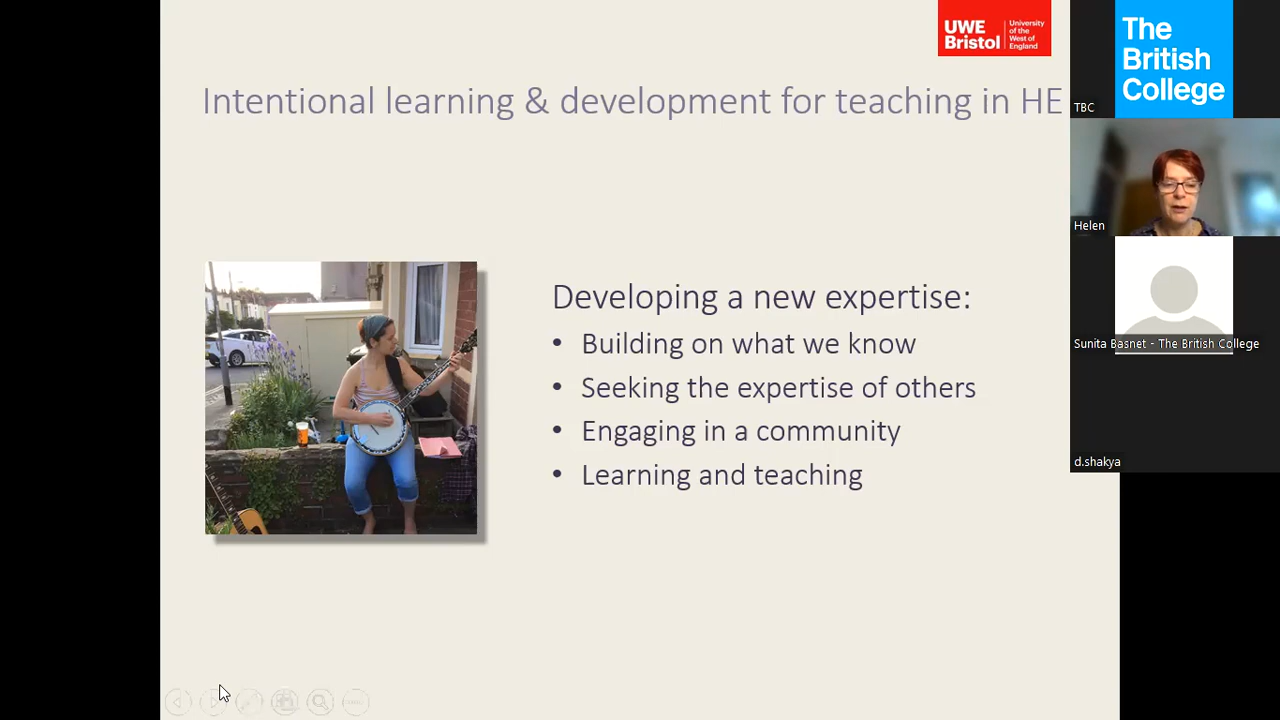 UWE
Bristol
University
of the
West of
England
Intentional learning & development for teaching in HE
Developing a new expertise:
• Building on what we know
• Seeking the expertise of others
• Engaging in a community
• Learning and teaching
The
British
College
TBC
Helen
Sunita Basnet - The British College
d.shakya